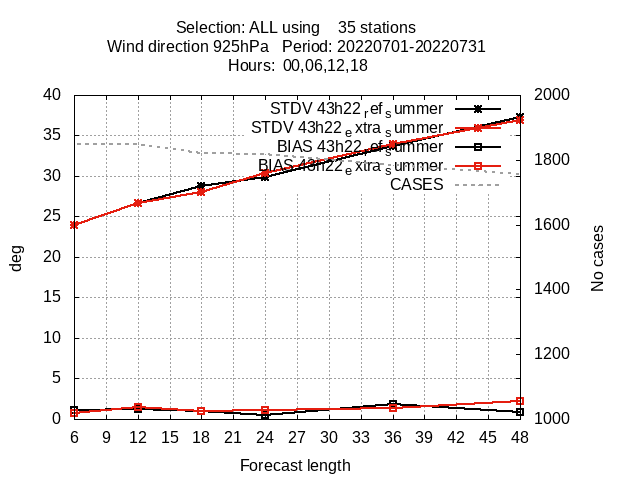 Selection: ALL using 35 stations
Wind direction 925hPa Period: 20220701-20220731
Hours: 00,06,12,18
40 2000
STDV 43h22_ref_summer
STDV 43h22_extra_summer
BIAS 43h22_ref_summer
BIAS 43h22_extra_summer
CASES
35
30 1800
25 1600
20
15 1400
10 1200
5
0 1000
deg
No cases
6 9 12 15 18 21 24 27 30 33 36 39 42 45 48
Forecast length